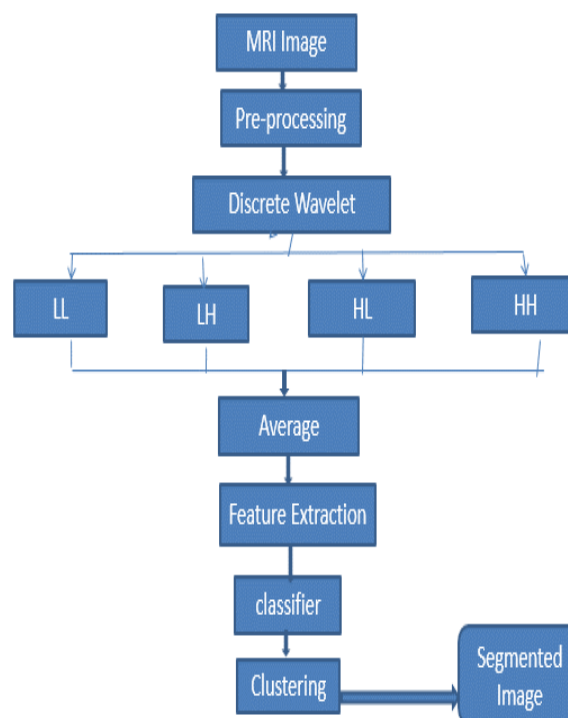 MRI Image
Pre-processing
Discrete Wavelet
LL
LH
HL
HH
Average
Feature Extraction
classifier
Clustering
Segmented
Image